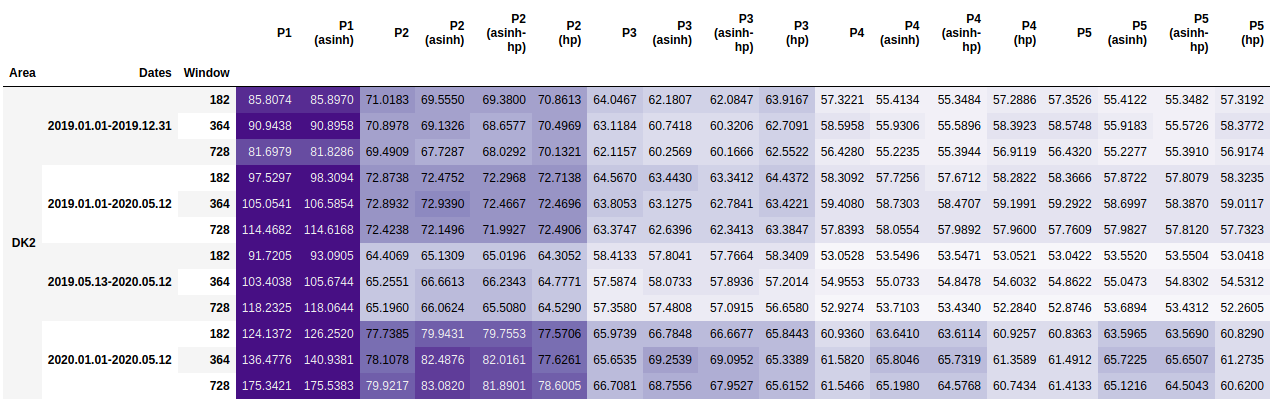 P1 P1 (asinh) P2 P2 (asinh) P2 (asinh-hp) P2 (hp) P3 P3 (asinh) P3 (asinh-hp) P3 (hp) P4 P4 (asinh) P4 (asinh-hp) P4 (hp) P5 P5 (asinh) P5 (asinh-hp) P5 (hp)
Area Dates Window
182 85.8074 85.8970 71.0183 69.5550 69.3800 70.8613 64.0467 62.1807 62.0847 63.9167 57.3221 55.4134 55.3484 57.2886 57.3526 55.4122 55.3482 57.3192
2019.01.01-2019.12.31 364 90.9438 90.8958 70.8978 69.1326 68.6577 70.4969 63.1184 60.7418 60.3206 62.7091 58.5958 55.9306 55.5896 58.3923 58.5748 55.9183 55.5726 58.3772
728 81.6979 81.8286 69.4909 67.7287 68.0292 70.1321 62.1157 60.2569 60.1666 62.5522 56.4280 55.2235 55.3944 56.9119 56.4320 55.2277 55.3910 56.9174
182 97.5297 98.3094 72.8738 72.4752 72.2968 72.7138 64.5670 63.4430 63.3412 64.4372 58.3092 57.7256 57.6712 58.2822 58.3666 57.8722 57.8079 58.3235
2019.01.01-2020.05.12 364 105.0541 106.5854 72.8932 72.9390 72.4667 72.4696 63.8053 63.1275 62.7841 63.4221 59.4080 58.7303 58.4707 59.1991 59.2922 58.6997 58.3870 59.0117
728 114.4682 114.6168 72.4238 72.1496 71.9927 72.4906 63.3747 62.6396 62.3413 63.3847 57.8393 58.0554 57.9892 57.9600 57.7609 57.9827 57.8120 57.7323
DK2
182 91.7205 93.0905 64.4069 65.1309 65.0196 64.3052 58.4133 57.8041 57.7664 58.3409 53.0528 53.5496 53.5471 53.0521 53.0422 53.5520 53.5504 53.0418
2019.05.13-2020.05.12 364 103.4038 105.6744 65.2551 66.6613 66.2343 64.7771 57.5874 58.0733 57.8936 57.2014 54.9553 55.0733 54.8478 54.6032 54.8622 55.0473 54.8302 54.5312
728 118.2325 118.0644 65.1960 66.0624 65.5080 64.5290 57.3580 57.4808 57.0915 56.6580 52.9274 53.7103 53.4340 52.2840 52.8746 53.6894 53.4312 52.2605
182 124.1372 126.2520 77.7385 79.9431 79.7553 77.5706 65.9739 66.7848 66.6677 65.8443 60.9360 63.6410 63.6114 60.9257 60.8363 63.5965 63.5690 60.8290
2020.01.01-2020.05.12 364 136.4776 140.9381 78.1078 82.4876 82.0161 77.6261 65.6535 69.2539 69.0952 65.3389 61.5820 65.8046 65.7319 61.3589 61.4912 65.7225 65.6507 61.2735
728 175.3421 175.5383 79.9217 83.0820 81.8901 78.6005 66.7081 68.7556 67.9527 65.6152 61.5466 65.1980 64.5768 60.7434 61.4133 65.1216 64.5043 60.6200